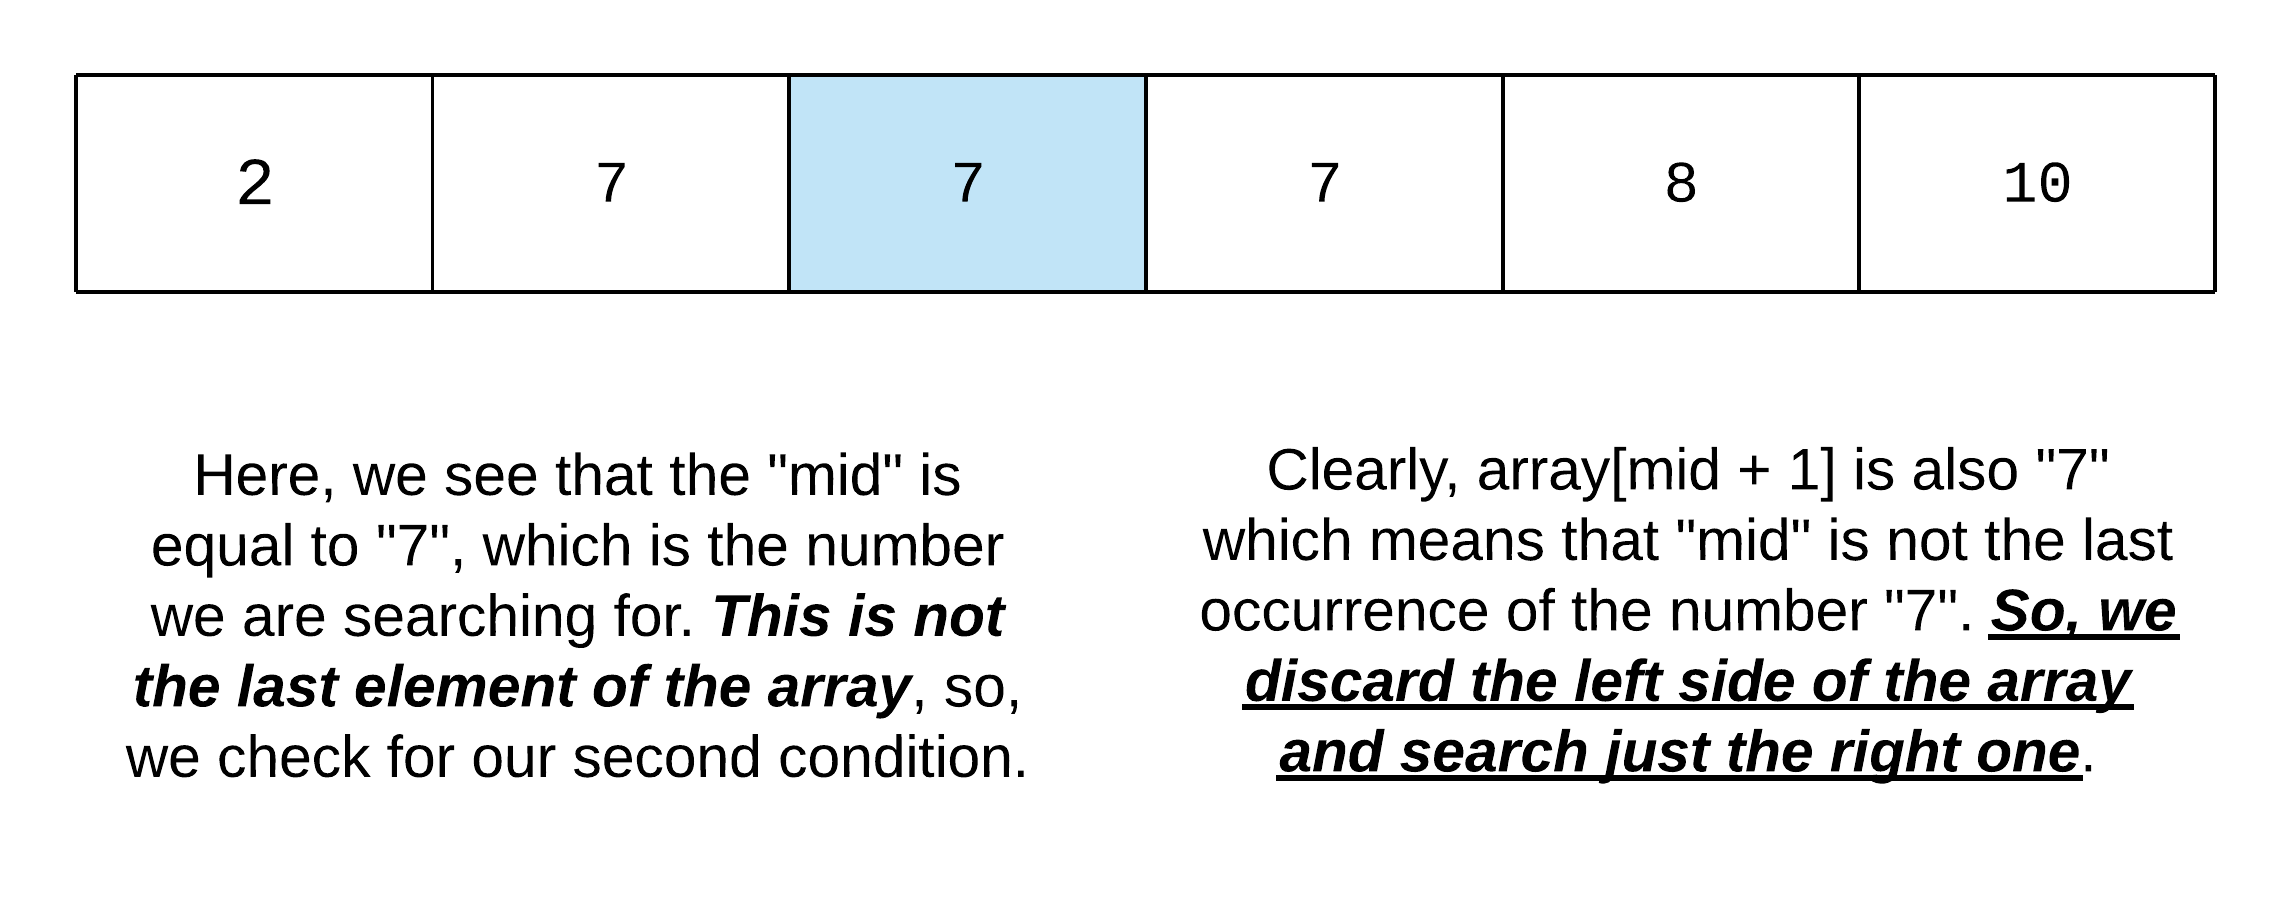 2 7 7 7 8 10
Here, we see that the "mid" is
equal to "7", which is the number
we are searching for. This is not
the last element of the array, so,
we check for our second condition.
Clearly, array[mid + 1] is also "7"
which means that "mid" is not the last
occurrence of the number "7". So, we
discard the left side of the array
and search just the right one.